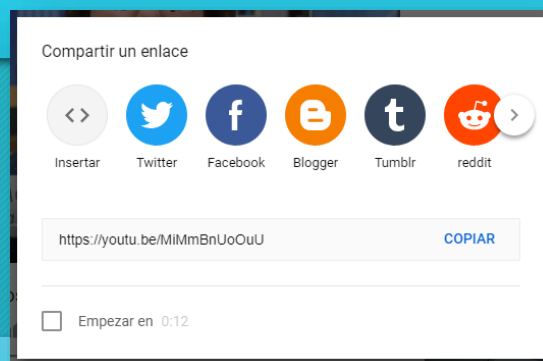 Compartir un enlace
Insertar Twitter Facebook Blogger Tumblr reddit
https://youtu.be/MiMmBnUoOuU COPIAR
Empezar en 0:12